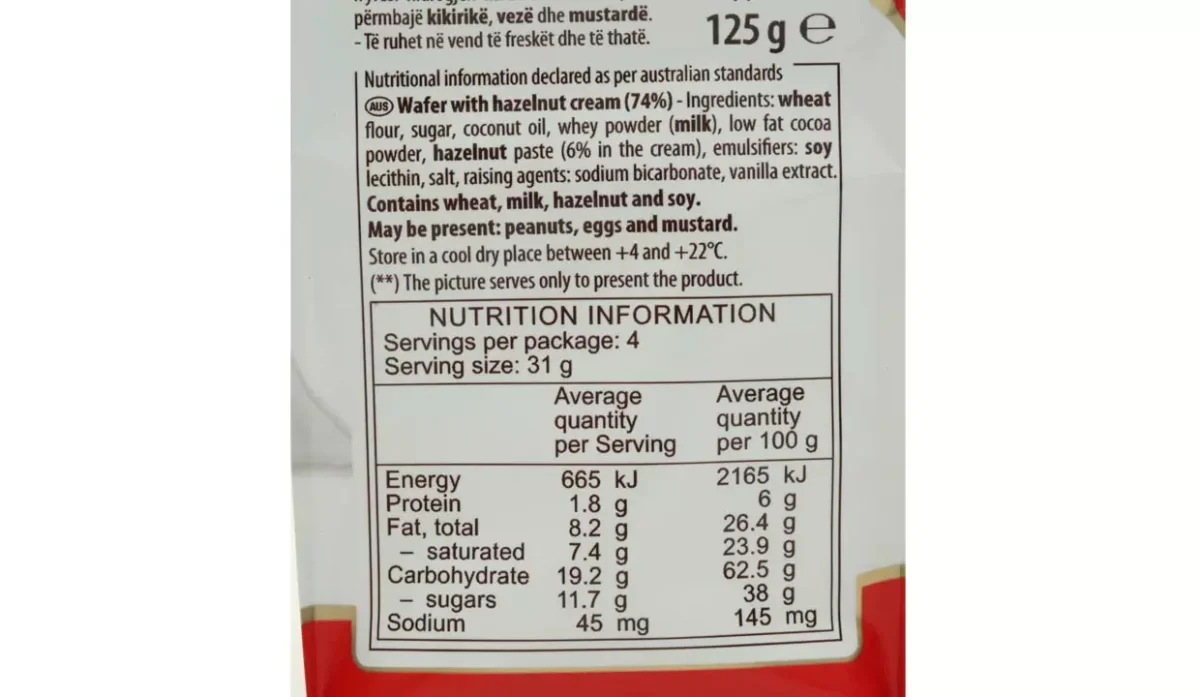 përmbajë kikirikë, vezë dhe mustardë.
- Të ruhet në vend të freskët dhe të thatë.
125 g ℮
Nutritional information declared as per australian standards
AUS Wafer with hazelnut cream (74%) - Ingredients: wheat
flour, sugar, coconut oil, whey powder (milk), low fat cocoa
powder, hazelnut paste (6% in the cream), emulsifiers: soy
lecithin, salt, raising agents: sodium bicarbonate, vanilla extract.
Contains wheat, milk, hazelnut and soy.
May be present: peanuts, eggs and mustard.
Store in a cool dry place between +4 and +22°C.
(**) The picture serves only to present the product.
NUTRITION INFORMATION
Servings per package: 4
Serving size: 31 g
Average Average
quantity quantity
per Serving per 100 g
Energy 665 kJ 2165 kJ
Protein 1.8 g 6 g
Fat, total 8.2 g 26.4 g
– saturated 7.4 g 23.9 g
Carbohydrate 19.2 g 62.5 g
– sugars 11.7 g 38 g
Sodium 45 mg 145 mg